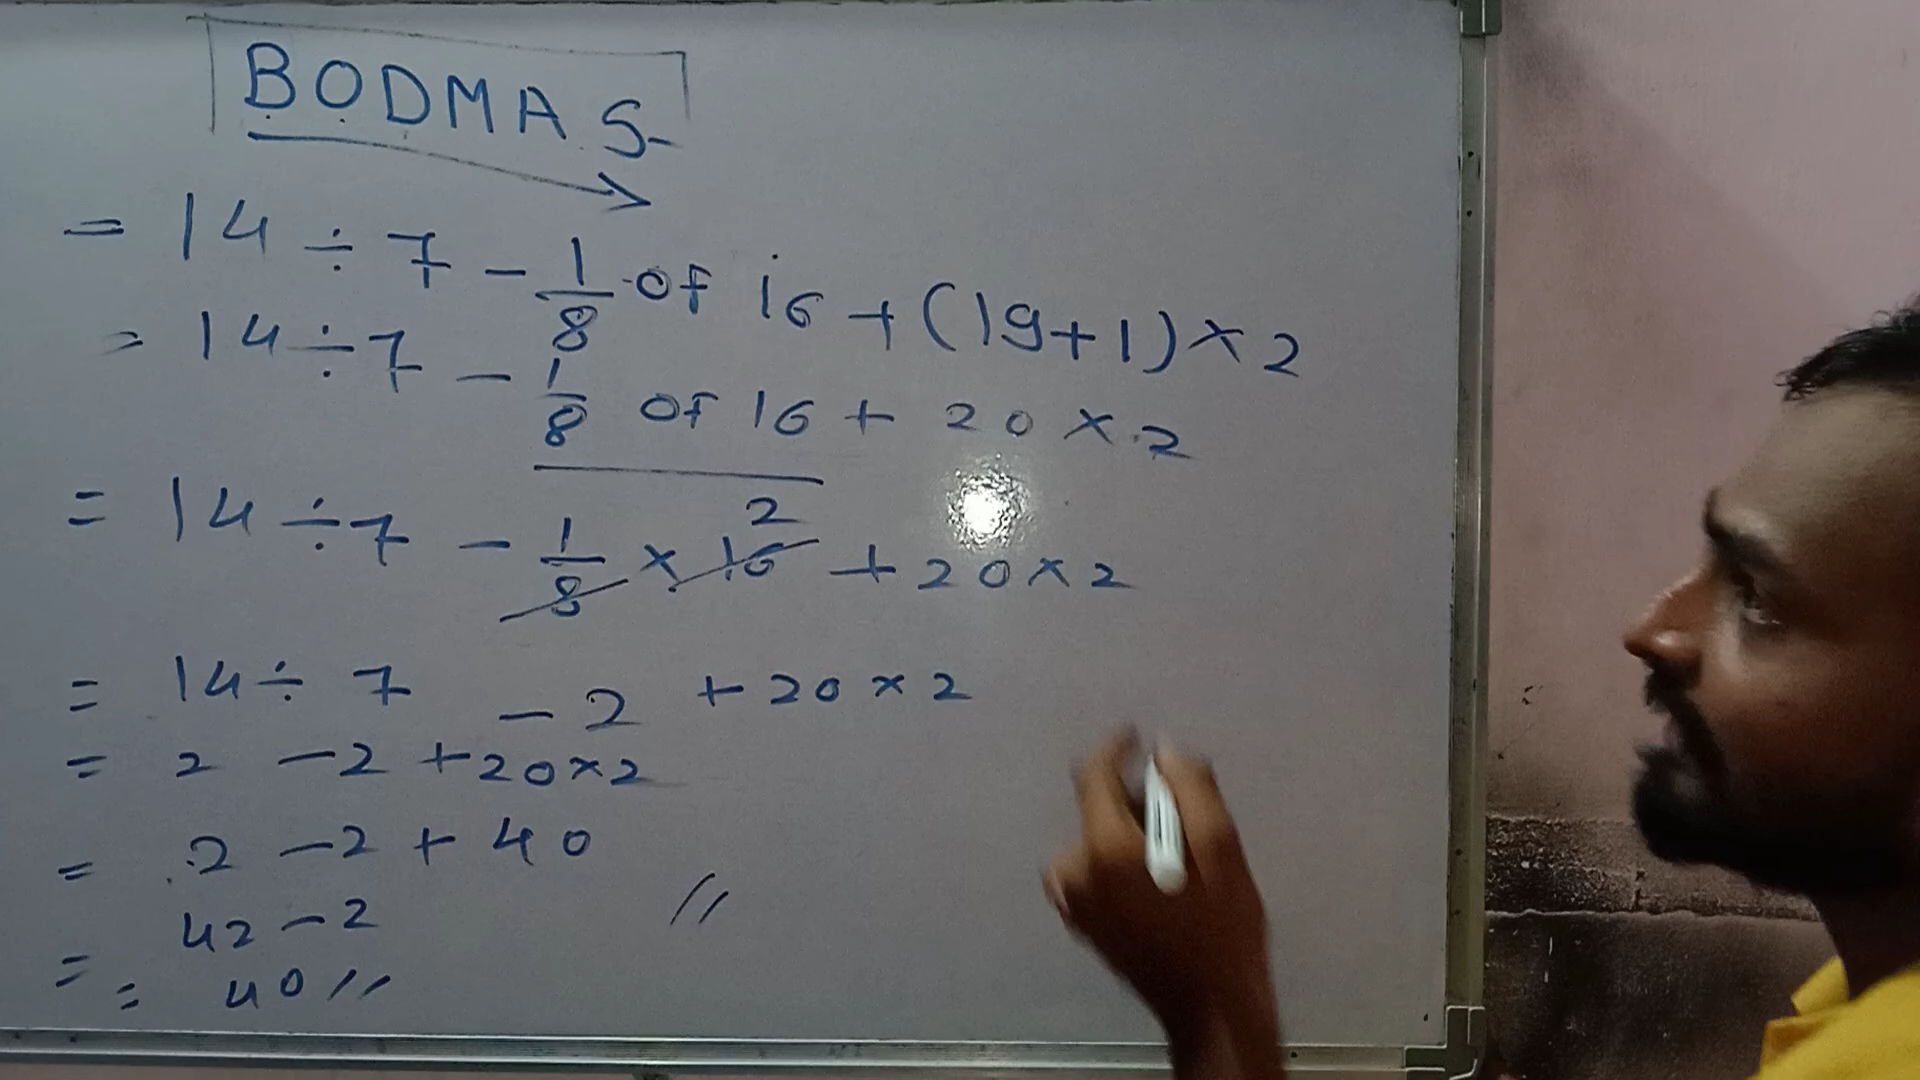 BODMAS
= 14 ÷ 7 - 1/8 of 16 + (19+1) × 2
= 14 ÷ 7 - 1/8 of 16 + 20 × 2
= 14 ÷ 7 - 1/8 × 16 2 + 20 × 2
= 14 ÷ 7 - 2 + 20 × 2
= 2 - 2 + 20 × 2
= 2 - 2 + 40
= 42 - 2
= 40 //